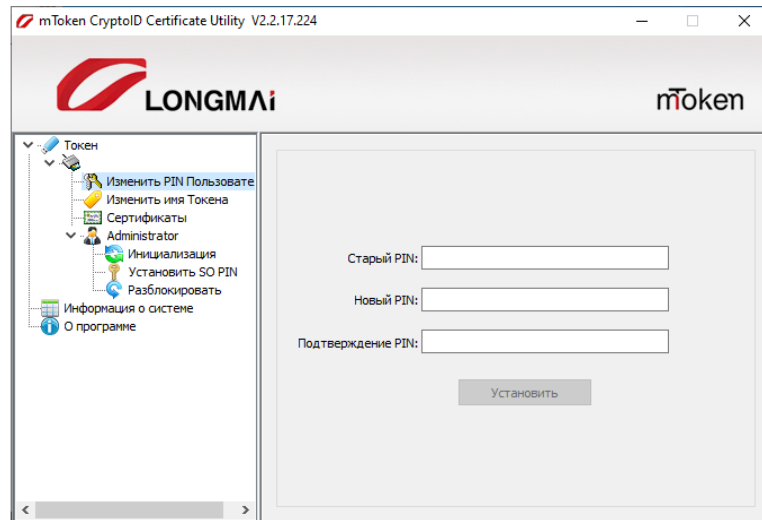 mToken CryptoID Certificate Utility V2.2.17.224
LONGMAi
mToken
Токен
Изменить PIN Пользовате
Изменить имя Токена
Сертификаты
Administrator
Инициализация
Установить SO PIN
Разблокировать
Информация о системе
О программе
Старый PIN:
Новый PIN:
Подтверждение PIN:
Установить